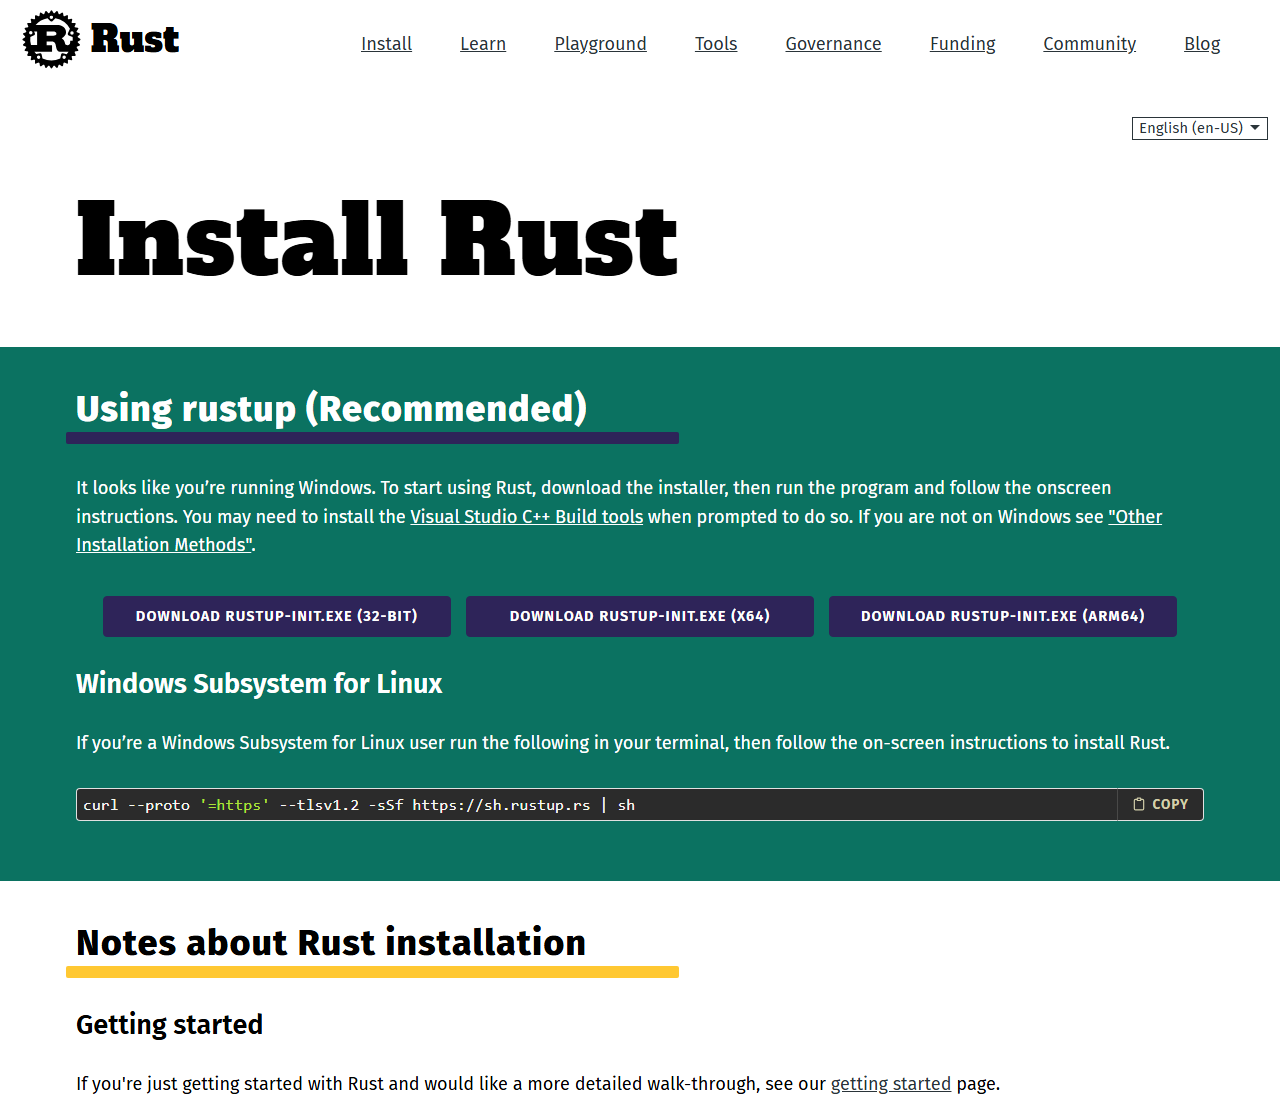 Rust
Install Learn Playground Tools Governance Funding Community Blog
English (en-US)
Install Rust
Using rustup (Recommended)
It looks like you’re running Windows. To start using Rust, download the installer, then run the program and follow the onscreen
instructions. You may need to install the Visual Studio C++ Build tools when prompted to do so. If you are not on Windows see "Other
Installation Methods".
DOWNLOAD RUSTUP-INIT.EXE (32-BIT) DOWNLOAD RUSTUP-INIT.EXE (X64) DOWNLOAD RUSTUP-INIT.EXE (ARM64)
Windows Subsystem for Linux
If you’re a Windows Subsystem for Linux user run the following in your terminal, then follow the on-screen instructions to install Rust.
curl --proto '=https' --tlsv1.2 -sSf https://sh.rustup.rs | sh COPY
Notes about Rust installation
Getting started
If you're just getting started with Rust and would like a more detailed walk-through, see our getting started page.